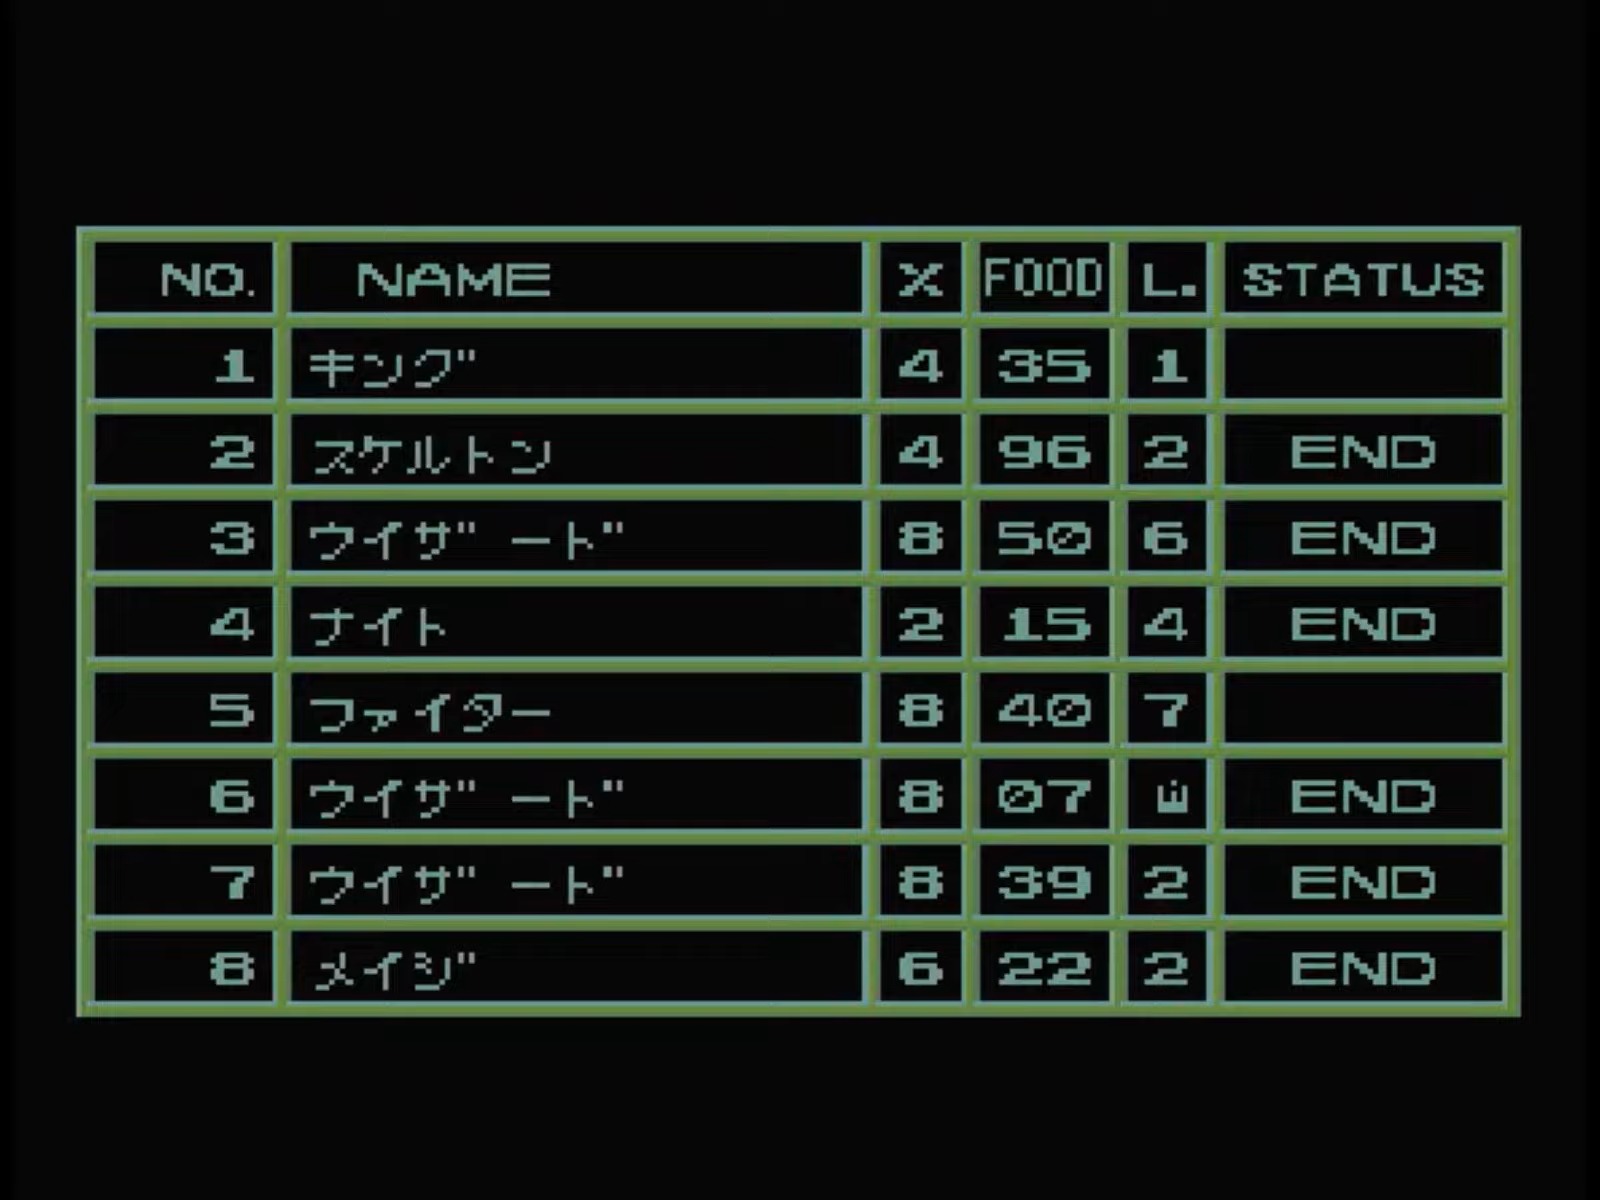 NO. NAME X FOOD L. STATUS
1 キング 4 35 1
2 スケルトン 4 96 2 END
3 ウイザード 8 50 6 END
4 ナイト 2 15 4 END
5 ファイター 8 40 7
6 ウイザード 8 07 END
7 ウイザード 8 39 2 END
8 メイジ 6 22 2 END